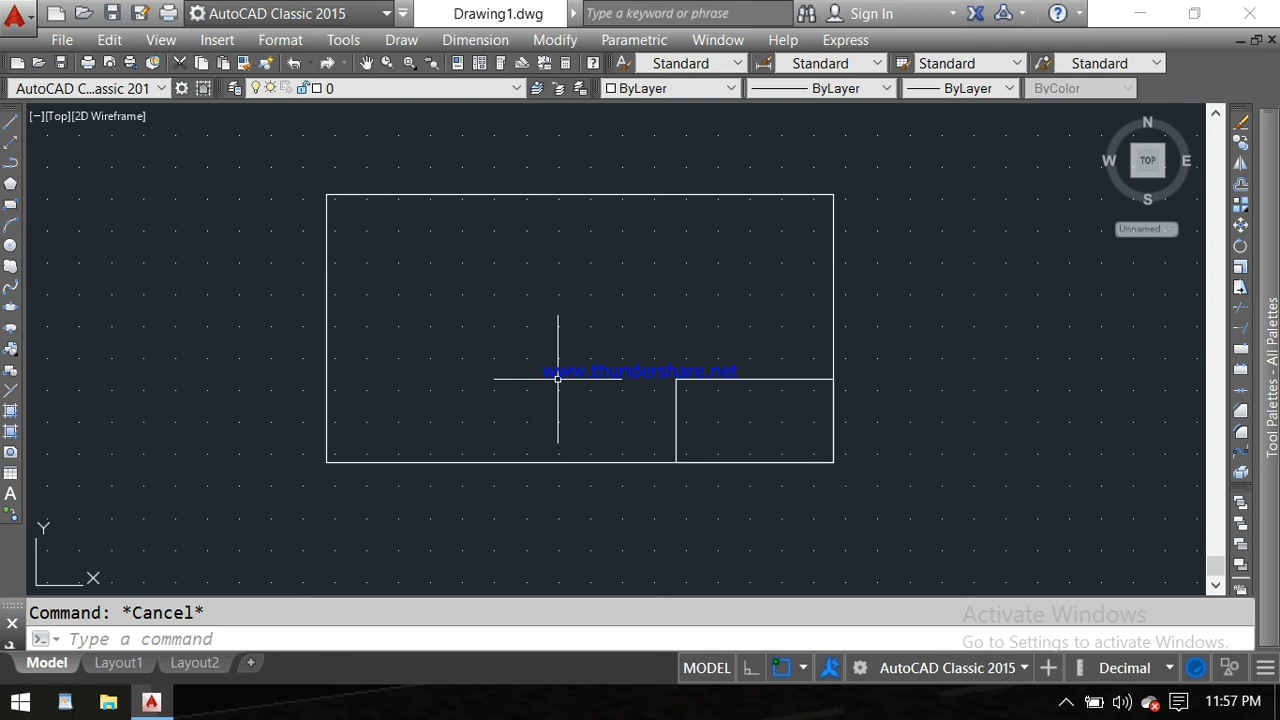 AutoCAD Classic 2015
Drawing1.dwg
Type a keyword or phrase
Sign In
File Edit View Insert Format Tools Draw Dimension Modify Parametric Window Help Express
Standard Standard Standard Standard
AutoCAD C...assic 201 0 ByLayer ByLayer ByLayer ByColor
[−][Top][2D Wireframe]
N
W TOP E
S
Unnamed
www.thundershare.net
Tool Palettes - All Palettes
Y
X
Command: *Cancel*
Type a command
Activate Windows
Go to Settings to activate Windows.
Model Layout1 Layout2
MODEL AutoCAD Classic 2015 Decimal
11:57 PM